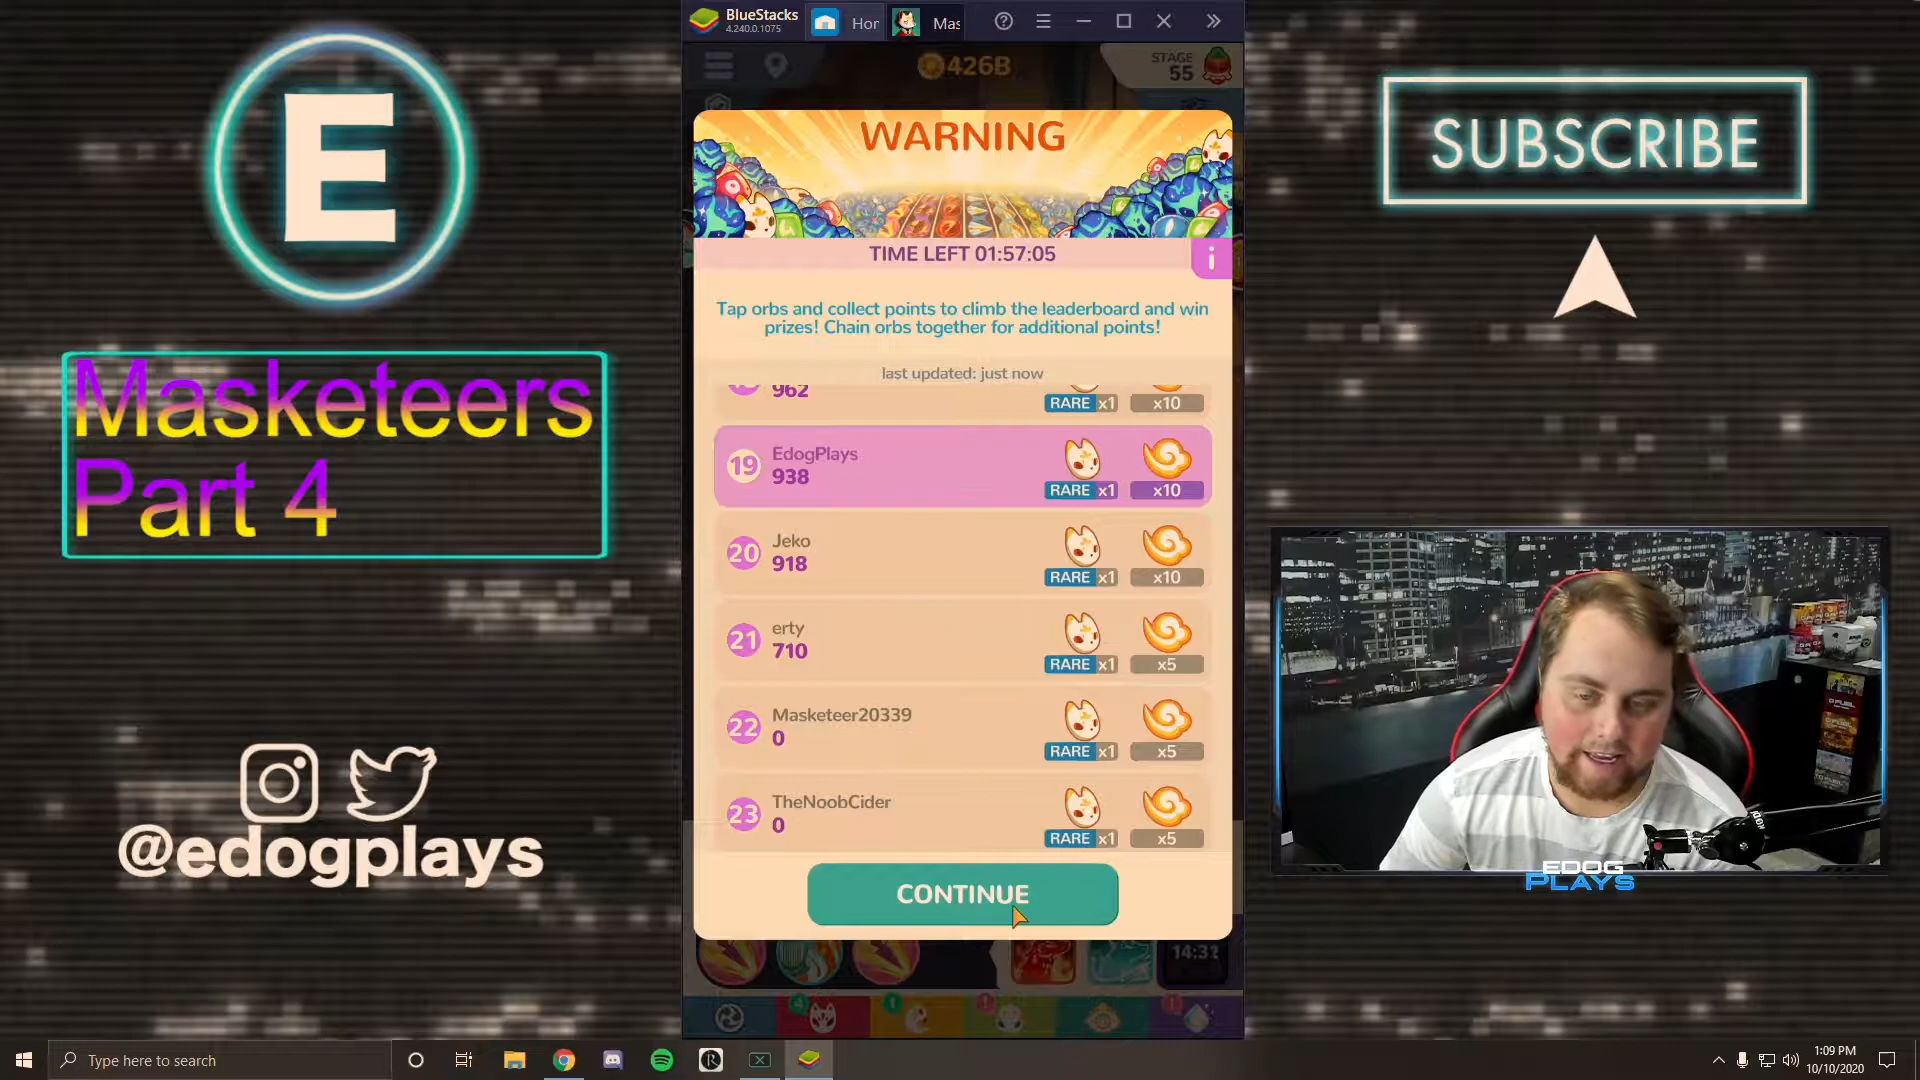 BlueStacks
4.240.0.1075
Hor
Mas
E
426B
STAGE
55
SUBSCRIBE
WARNING
TIME LEFT 01:57:05
i
Tap orbs and collect points to climb the leaderboard and win
prizes! Chain orbs together for additional points!
last updated: just now
962
RARE x1
x10
19
EdogPlays
938
RARE x1
x10
20
Jeko
918
RARE x1
x10
21
erty
710
RARE x1
x5
22
Masketeer20339
0
RARE x1
x5
23
TheNoobCider
0
RARE x1
x5
CONTINUE
Masketeers
Part 4
@edogplays
EDOG
PLAYS
Type here to search
1:09 PM
10/10/2020